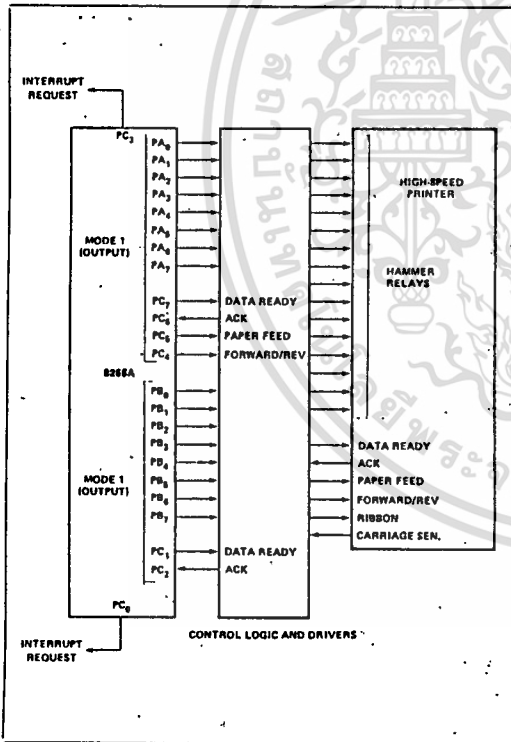 INTERRUPT
REQUEST
PC3
PA0
PA1
PA2
PA3
PA4
PA5
PA6
PA7
MODE 1
(OUTPUT)
PC7
PC6
PC5
PC4
8255A
PB0
PB1
PB2
PB3
PB4
PB5
PB6
PB7
MODE 1
(OUTPUT)
PC1
PC2
PC0
INTERRUPT
REQUEST
DATA READY
ACK
PAPER FEED
FORWARD/REV
DATA READY
ACK
CONTROL LOGIC AND DRIVERS
HIGH-SPEED
PRINTER
HAMMER
RELAYS
DATA READY
ACK
PAPER FEED
FORWARD/REV
RIBBON
CARRIAGE SEN.